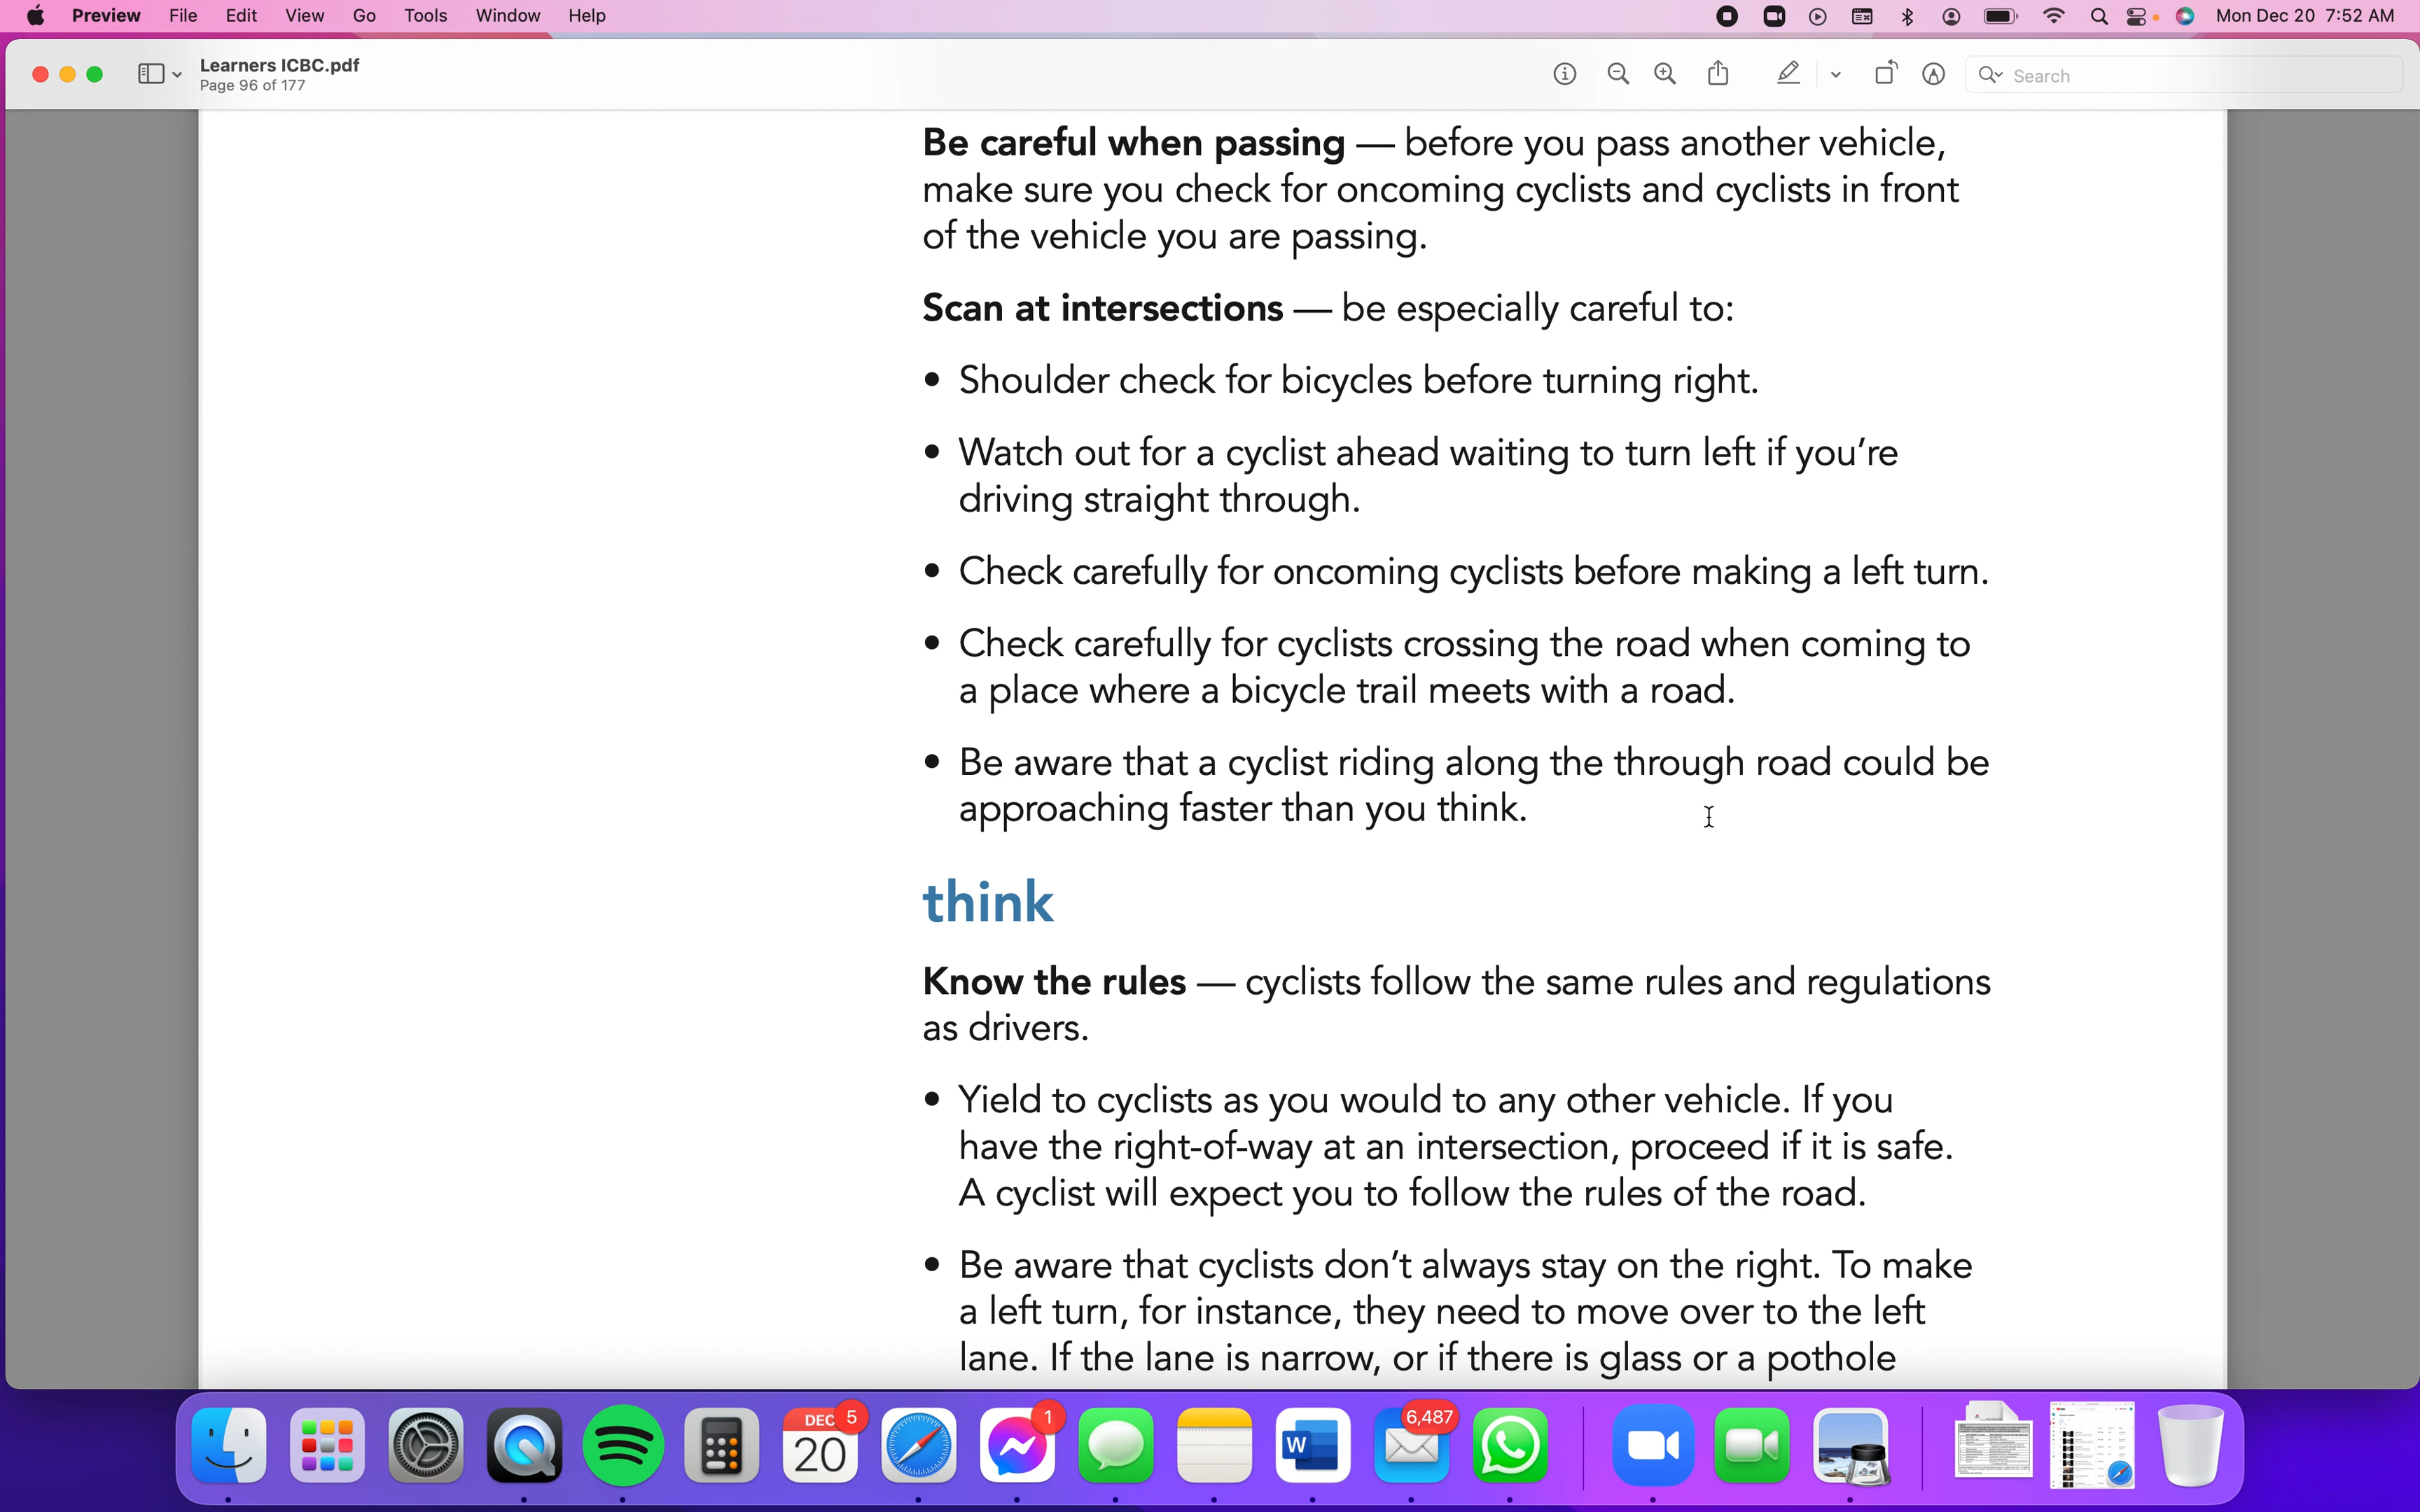 Preview File Edit View Go Tools Window Help Mon Dec 20 7:52 AM
Learners ICBC.pdf
Page 96 of 177
Search
Be careful when passing — before you pass another vehicle,
make sure you check for oncoming cyclists and cyclists in front
of the vehicle you are passing.
Scan at intersections — be especially careful to:
• Shoulder check for bicycles before turning right.
• Watch out for a cyclist ahead waiting to turn left if you’re
driving straight through.
• Check carefully for oncoming cyclists before making a left turn.
• Check carefully for cyclists crossing the road when coming to
a place where a bicycle trail meets with a road.
• Be aware that a cyclist riding along the through road could be
approaching faster than you think.
think
Know the rules — cyclists follow the same rules and regulations
as drivers.
• Yield to cyclists as you would to any other vehicle. If you
have the right-of-way at an intersection, proceed if it is safe.
A cyclist will expect you to follow the rules of the road.
• Be aware that cyclists don’t always stay on the right. To make
a left turn, for instance, they need to move over to the left
lane. If the lane is narrow, or if there is glass or a pothole
DEC 5 1 6,487
20 W